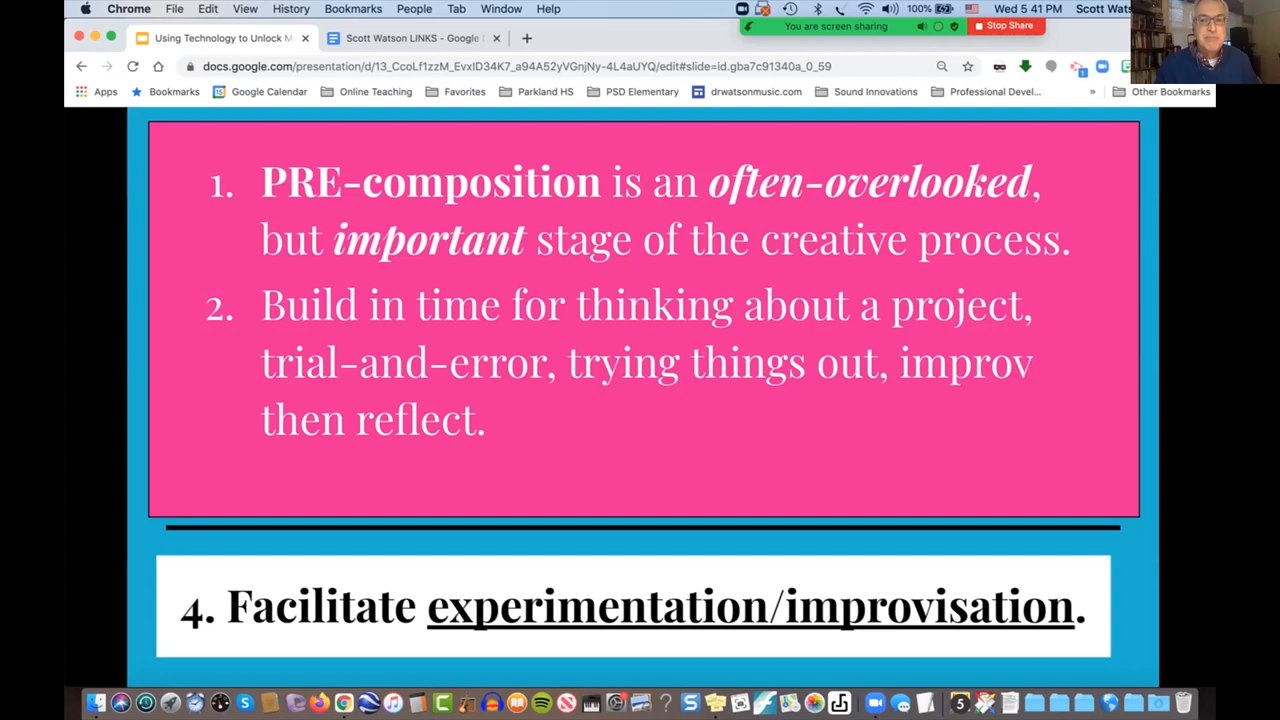 Chrome File Edit View History Bookmarks People Tab Window Help 100% Wed 5:41 PM Scott Wats
You are screen sharing Stop Share
Using Technology to Unlock M Scott Watson LINKS - Google
docs.google.com/presentation/d/13_CcoLf1zzM_EvxID34K7_a94A52yVGnjNy-4L4aUYQ/edit#slide=id.gba7c91340a_0_59
Apps Bookmarks Google Calendar Online Teaching Favorites Parkland HS PSD Elementary drwatsonmusic.com Sound Innovations Professional Devel... » Other Bookmarks
1. PRE-composition is an often-overlooked,
but important stage of the creative process.
2. Build in time for thinking about a project,
trial-and-error, trying things out, improv
then reflect.
4. Facilitate experimentation/improvisation.